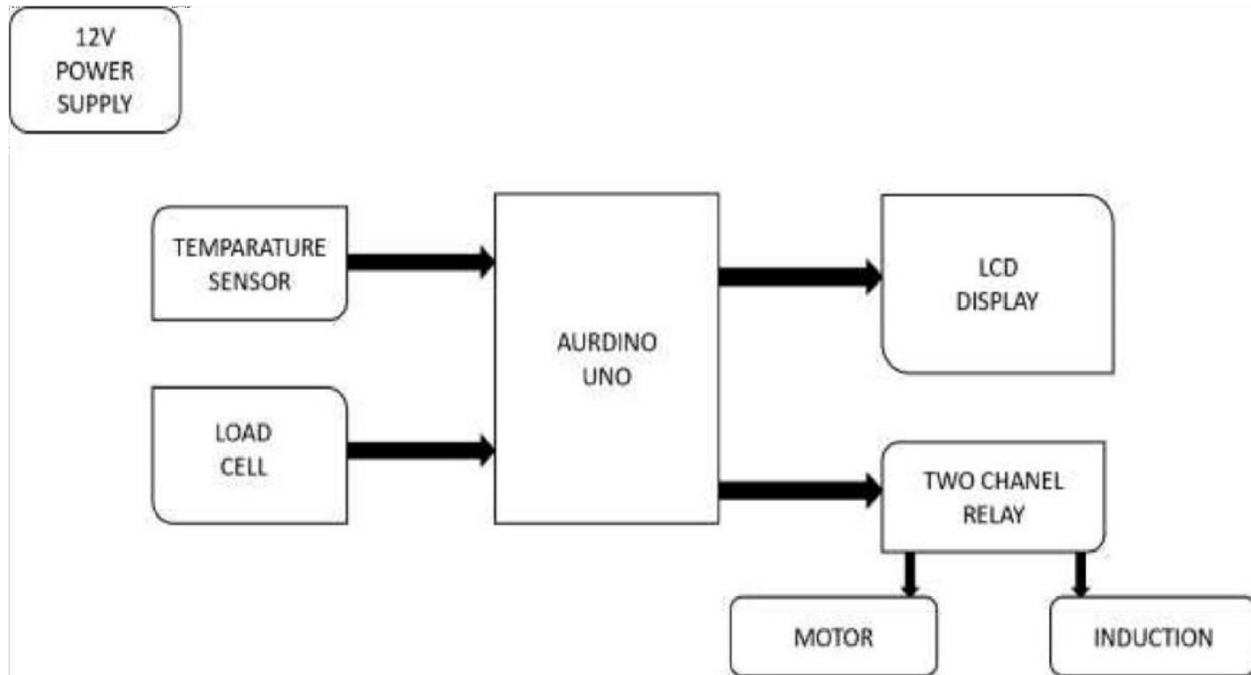 12V
POWER
SUPPLY
TEMPARATURE
SENSOR
LOAD
CELL
AURDINO
UNO
LCD
DISPLAY
TWO CHANEL
RELAY
MOTOR
INDUCTION